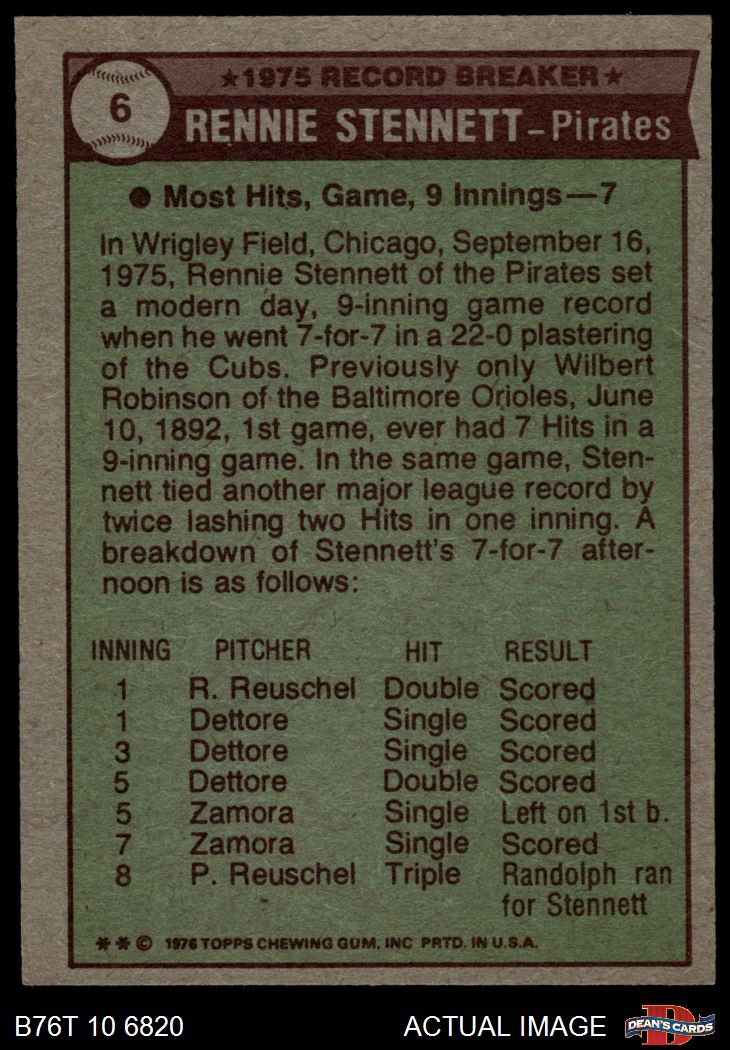 ★1975 RECORD BREAKER★
6
RENNIE STENNETT–Pirates
● Most Hits, Game, 9 Innings—7
In Wrigley Field, Chicago, September 16,
1975, Rennie Stennett of the Pirates set
a modern day, 9-inning game record
when he went 7-for-7 in a 22-0 plastering
of the Cubs. Previously only Wilbert
Robinson of the Baltimore Orioles, June
10, 1892, 1st game, ever had 7 Hits in a
9-inning game. In the same game, Sten-
nett tied another major league record by
twice lashing two Hits in one inning. A
breakdown of Stennett's 7-for-7 after-
noon is as follows:
INNING PITCHER HIT RESULT
1 R. Reuschel Double Scored
1 Dettore Single Scored
3 Dettore Single Scored
5 Dettore Double Scored
5 Zamora Single Left on 1st b.
7 Zamora Single Scored
8 P. Reuschel Triple Randolph ran
for Stennett
✱ ✱ © 1976 TOPPS CHEWING GUM, INC PRTD. IN U.S.A.
B76T 10 6820 ACTUAL IMAGE
D
DEAN'S CARDS